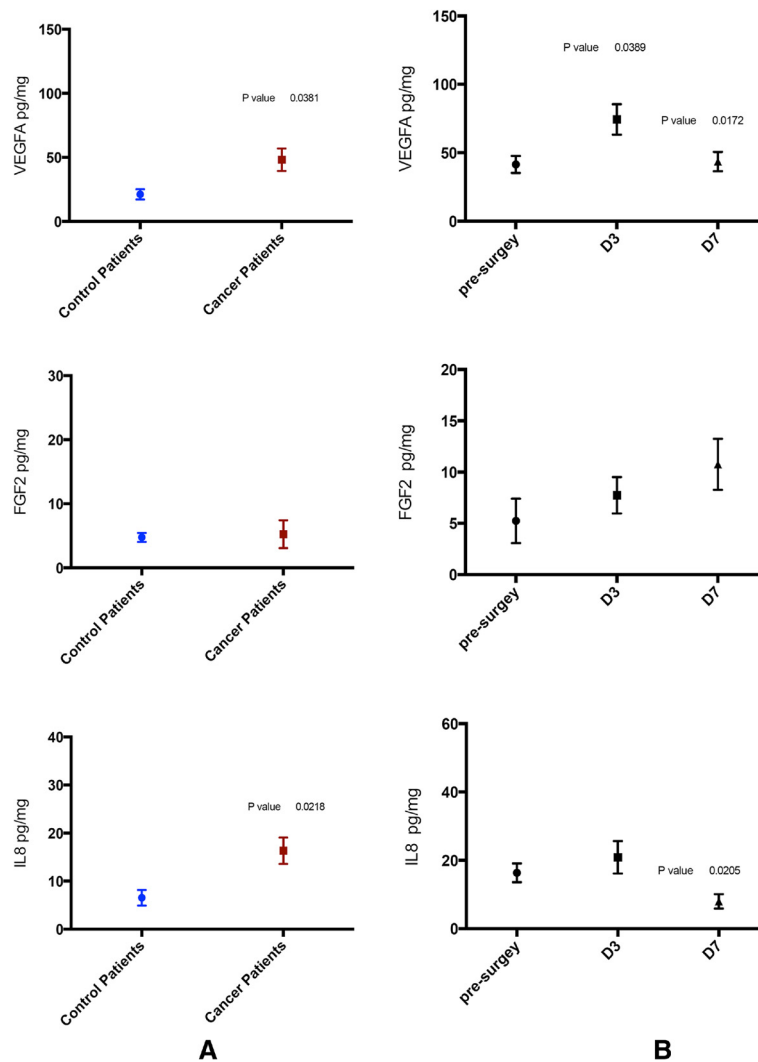 150
100
50
0
VEGFA pg/mg
P value 0.0381
Control Patients
Cancer Patients
150
100
50
0
VEGFA pg/mg
P value 0.0389
P value 0.0172
pre-surgey
D3
D7
30
20
10
0
FGF2 pg/mg
Control Patients
Cancer Patients
20
15
10
5
0
FGF2 pg/mg
pre-surgey
D3
D7
40
30
20
10
0
IL8 pg/mg
P value 0.0218
Control Patients
Cancer Patients
60
40
20
0
IL8 pg/mg
P value 0.0205
pre-surgey
D3
D7
A
B